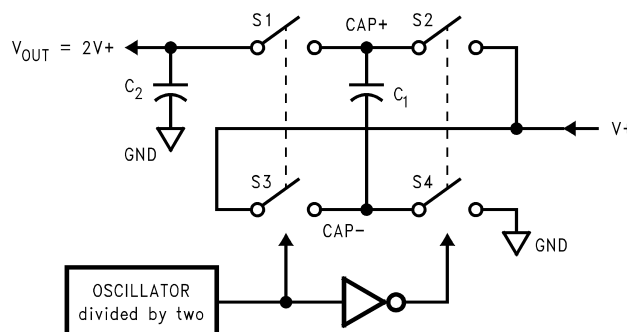 S1
CAP+
S2
V_OUT = 2V+
C_2
C_1
GND
V+
S3
S4
CAP-
GND
OSCILLATOR
divided by two